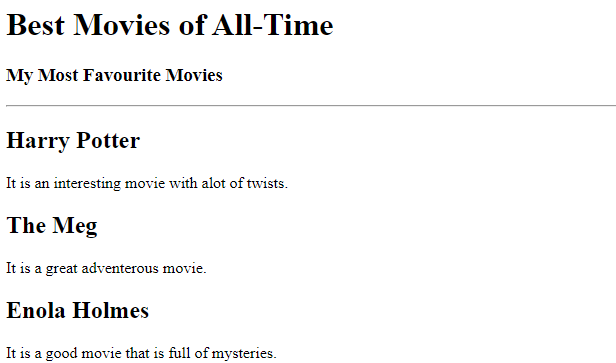 Best Movies of All-Time
My Most Favourite Movies
Harry Potter
It is an interesting movie with alot of twists.
The Meg
It is a great adventerous movie.
Enola Holmes
It is a good movie that is full of mysteries.